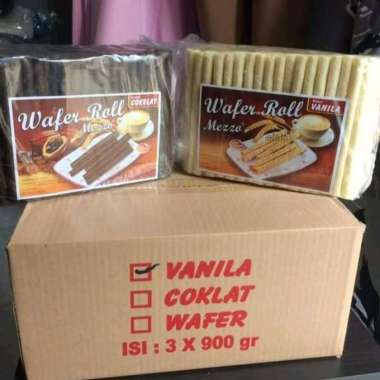 COKLAT
Wafer Roll
Mezzo
VANILA
Wafer Roll
Mezzo
VANILA
COKLAT
WAFER
ISI : 3 X 900 gr